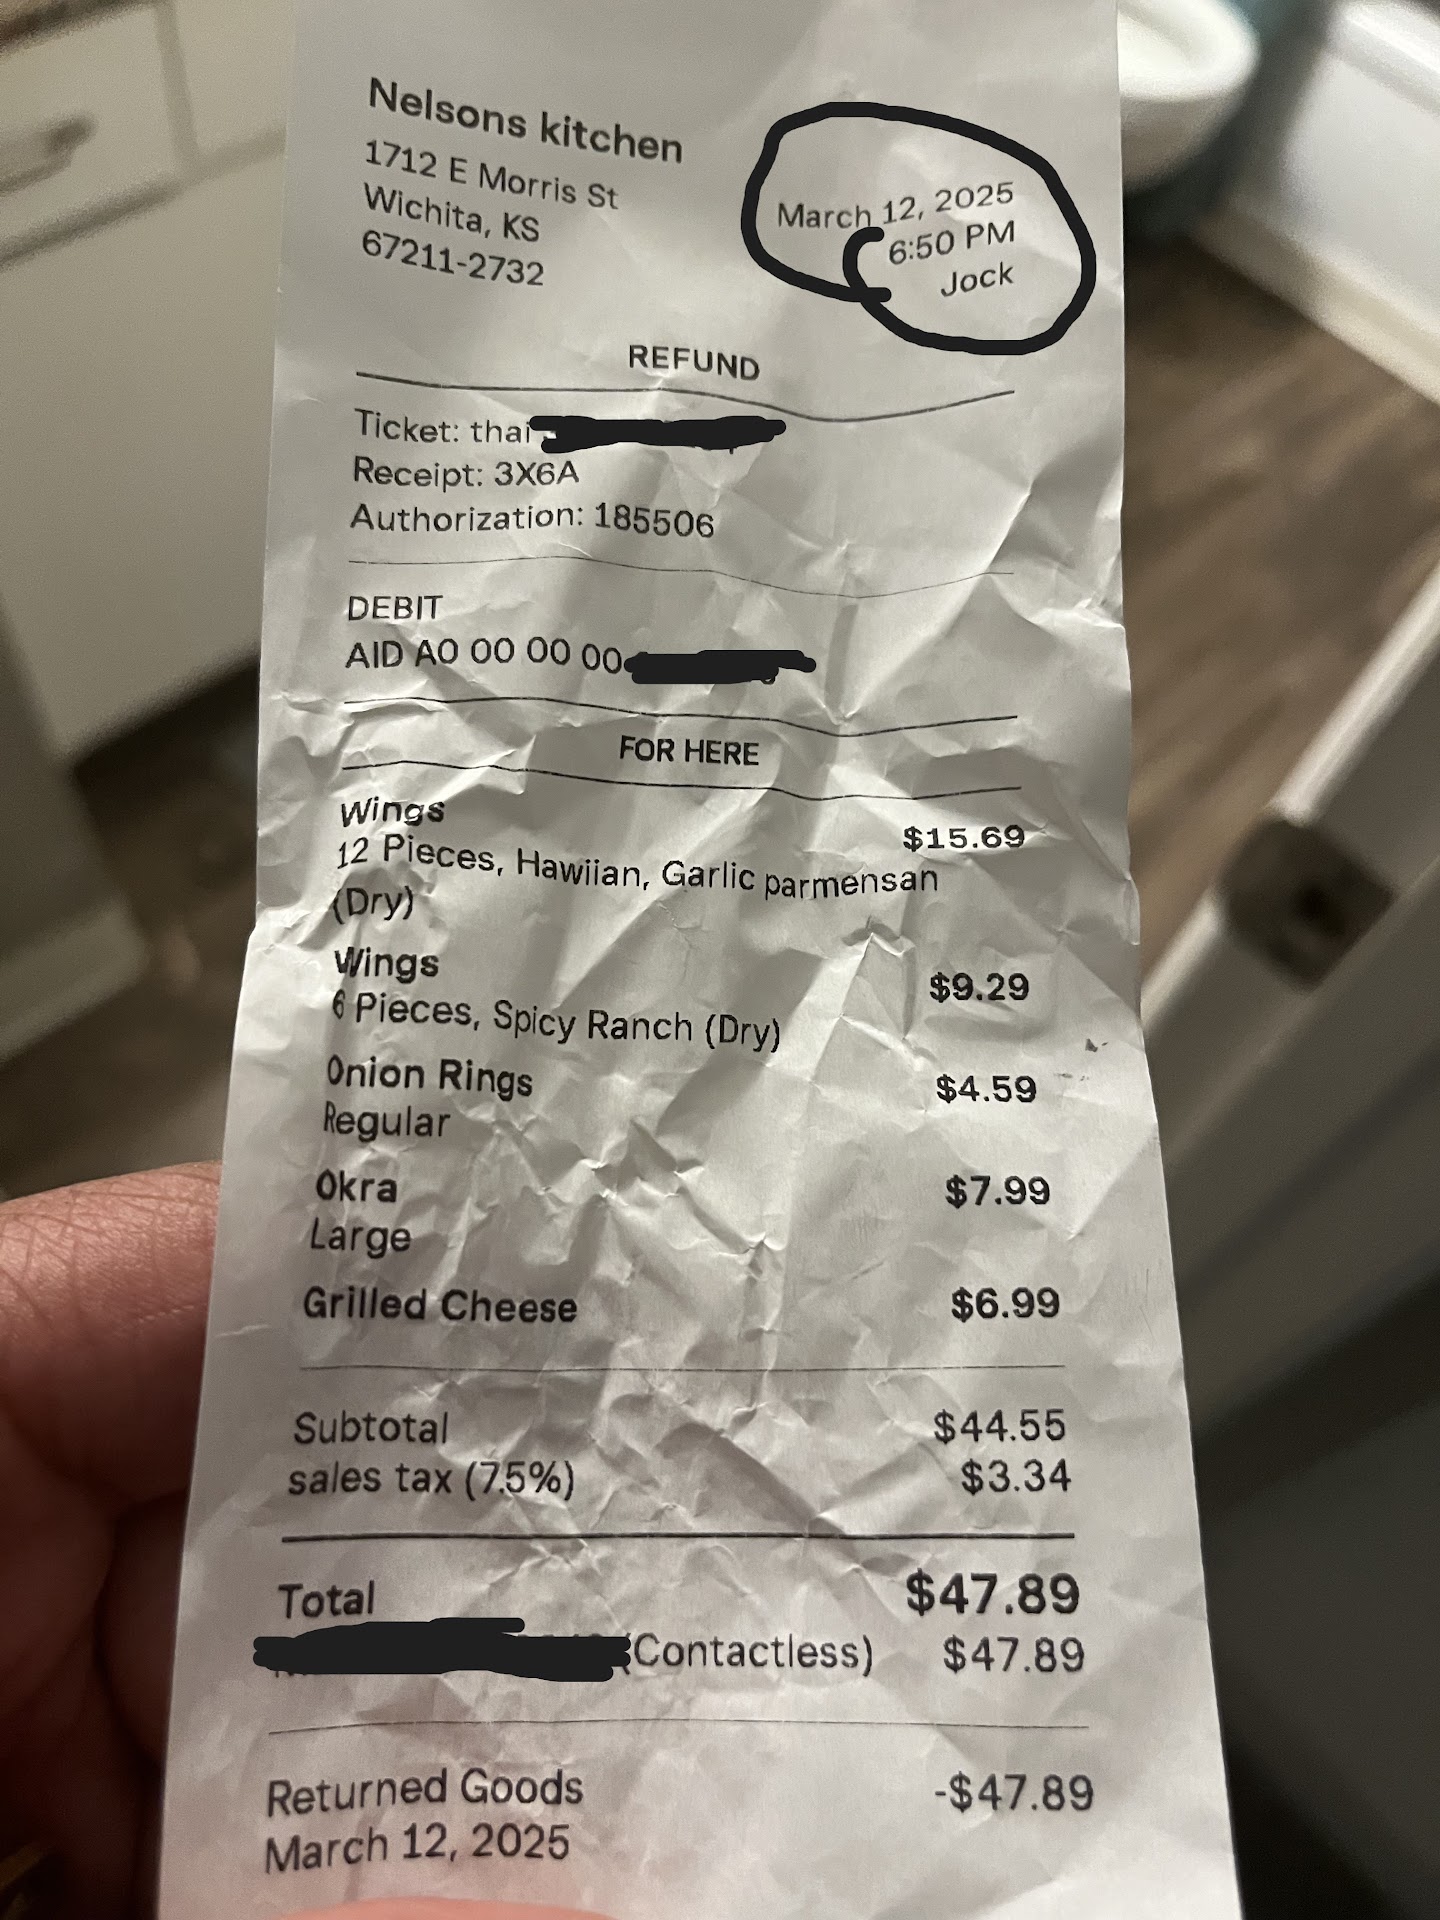 Nelsons kitchen
1712 E Morris St
Wichita, KS
67211-2732
March 12, 2025
6:50 PM
Jock
REFUND
Ticket: thai
Receipt: 3X6A
Authorization: 185506
DEBIT
AID A0 00 00 00
FOR HERE
Wings $15.69
12 Pieces, Hawiian, Garlic parmensan
(Dry)
Wings $9.29
6 Pieces, Spicy Ranch (Dry)
Onion Rings $4.59
Regular
Okra $7.99
Large
Grilled Cheese $6.99
Subtotal $44.55
sales tax (7.5%) $3.34
Total $47.89
(Contactless) $47.89
Returned Goods -$47.89
March 12, 2025